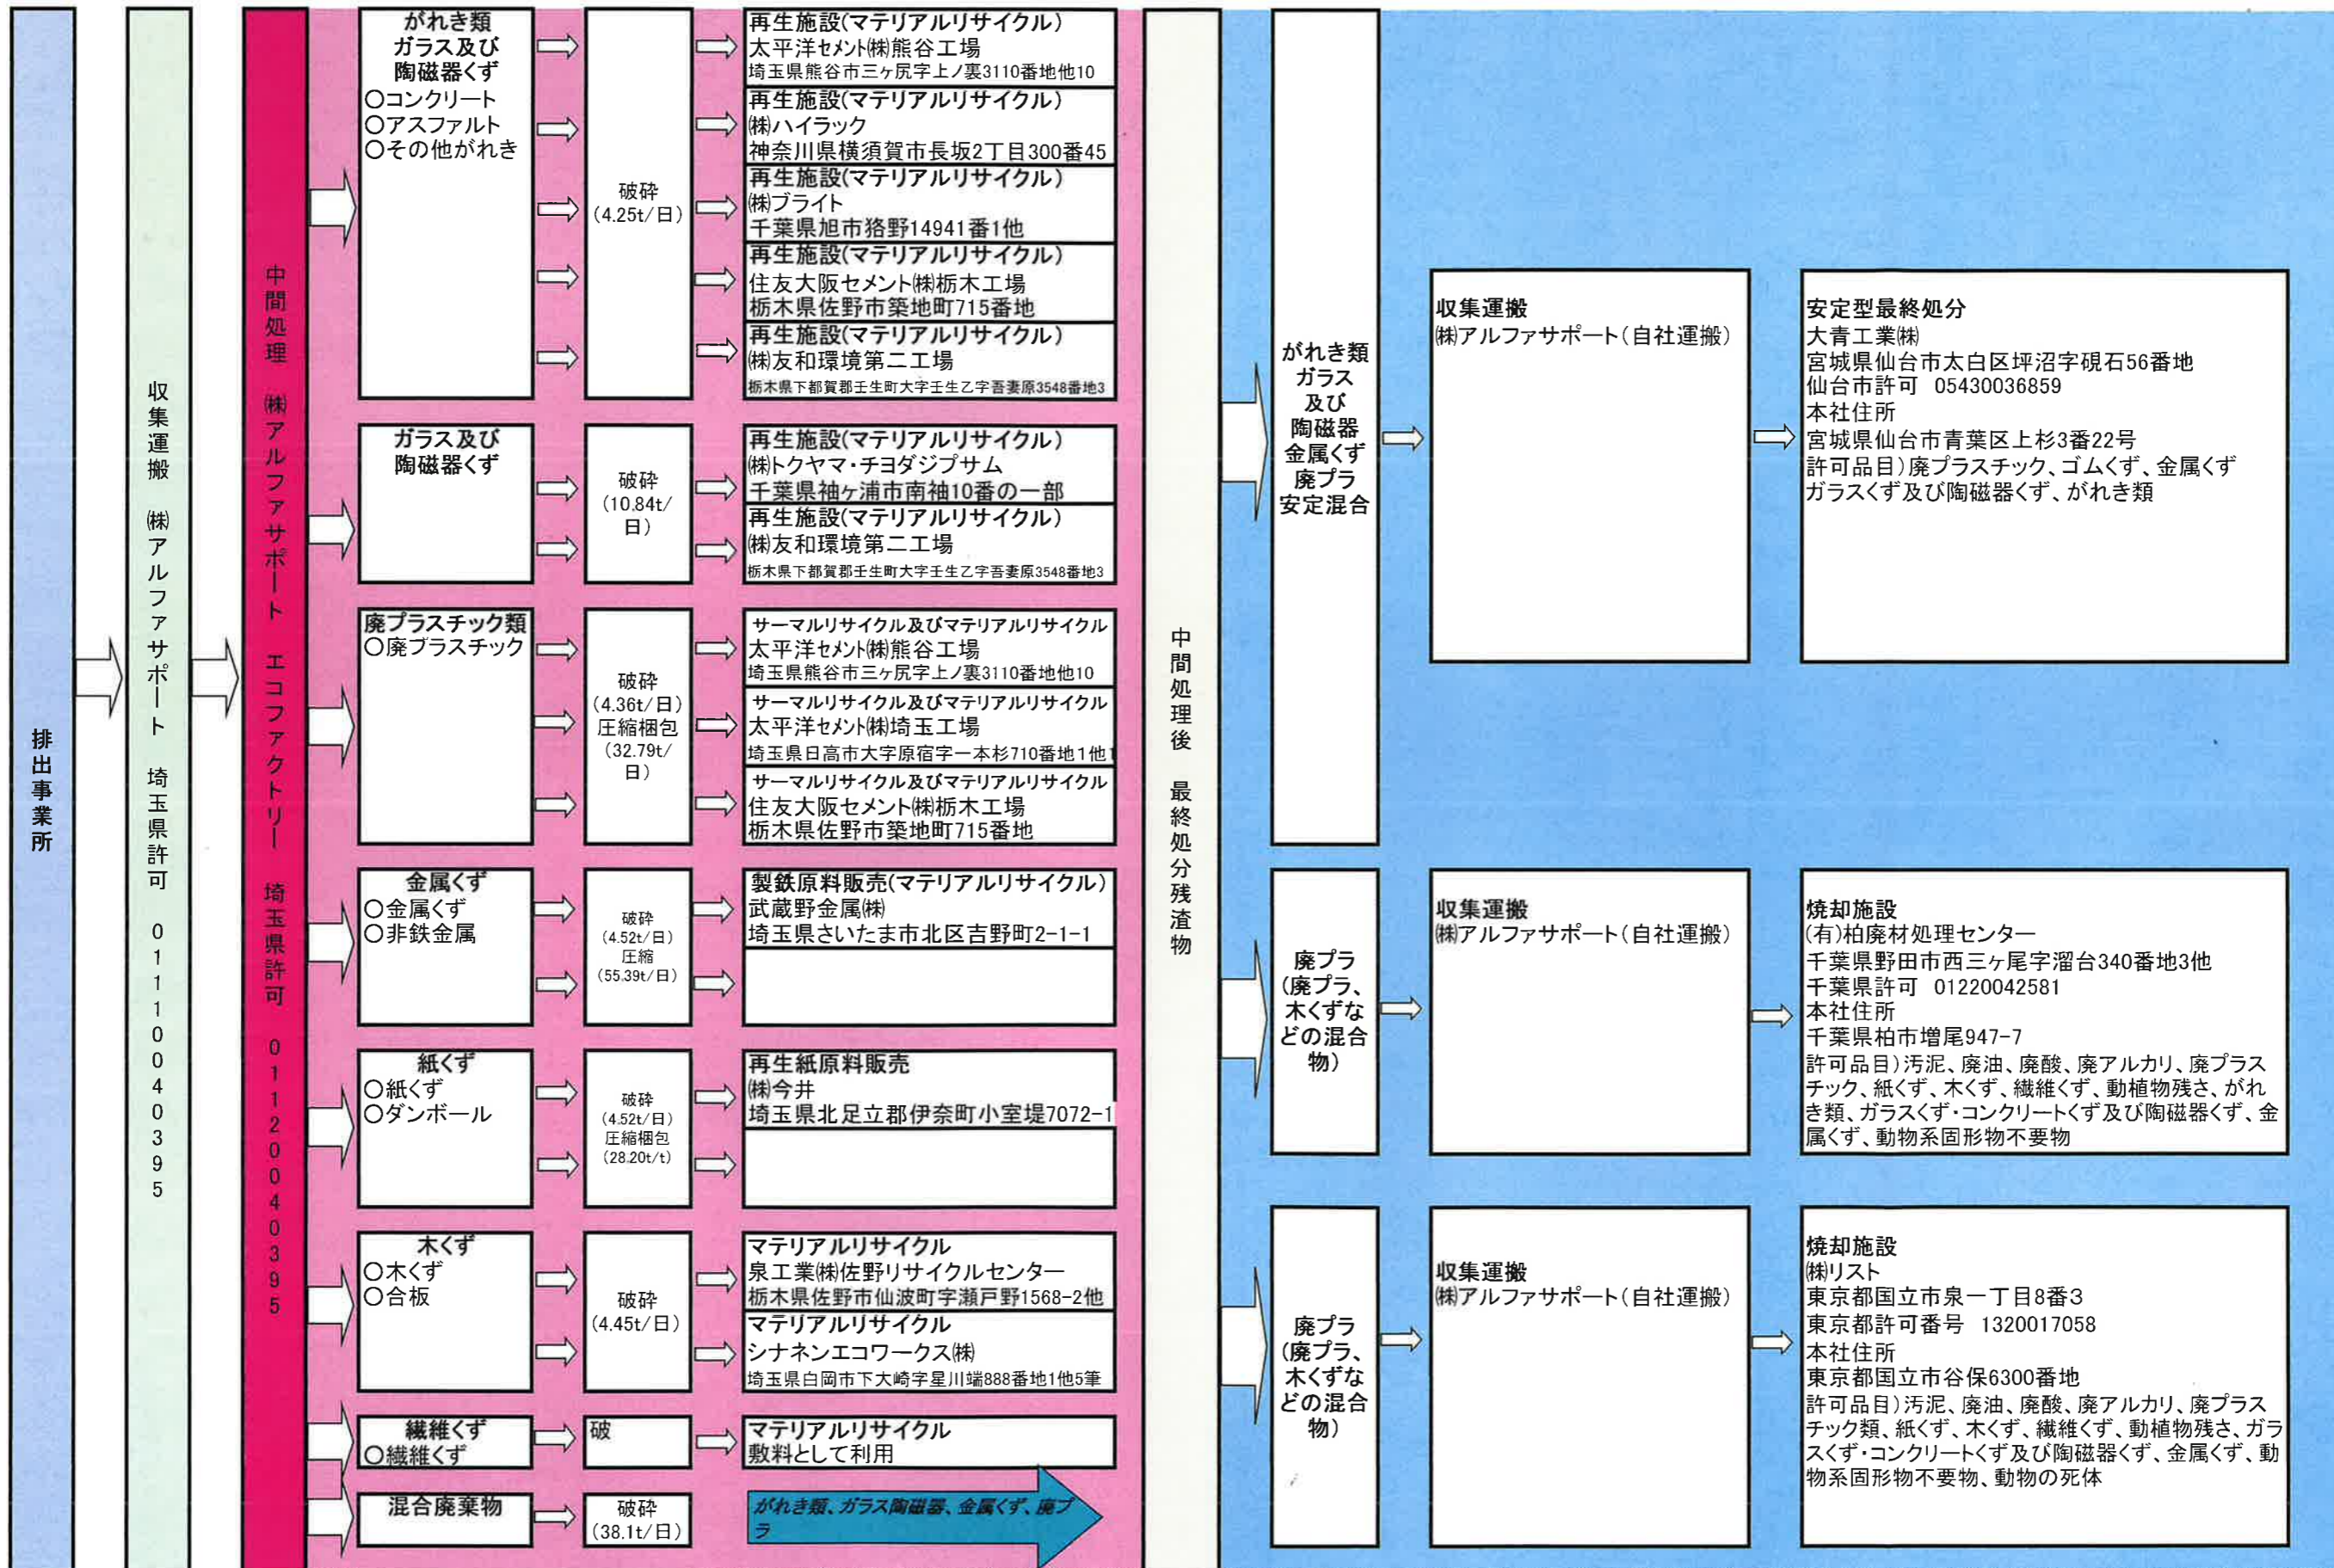 排出事業所
収集運搬　㈱アルファサポート　埼玉県許可　01110040395
中間処理　㈱アルファサポート　エコファクトリー　埼玉県許可　01120040395
がれき類
ガラス及び
陶磁器くず
○コンクリート
○アスファルト
○その他がれき
破砕
(4.25t/日)
再生施設(マテリアルリサイクル)
太平洋セメント㈱熊谷工場
埼玉県熊谷市三ヶ尻字上ノ裏3110番地他10
再生施設(マテリアルリサイクル)
㈱ハイラック
神奈川県横須賀市長坂2丁目300番45
再生施設(マテリアルリサイクル)
㈱ブライト
千葉県旭市狢野14941番1他
再生施設(マテリアルリサイクル)
住友大阪セメント㈱栃木工場
栃木県佐野市築地町715番地
再生施設(マテリアルリサイクル)
㈱友和環境第二工場
栃木県下都賀郡壬生町大字壬生乙字吾妻原3548番地3
ガラス及び
陶磁器くず
破砕
(10.84t/
日)
再生施設(マテリアルリサイクル)
㈱トクヤマ・チヨダジプサム
千葉県袖ヶ浦市南袖10番の一部
再生施設(マテリアルリサイクル)
㈱友和環境第二工場
栃木県下都賀郡壬生町大字壬生乙字吾妻原3548番地3
廃プラスチック類
○廃プラスチック
破砕
(4.36t/日)
圧縮梱包
(32.79t/
日)
サーマルリサイクル及びマテリアルリサイクル
太平洋セメント㈱熊谷工場
埼玉県熊谷市三ヶ尻字上ノ裏3110番地他10
サーマルリサイクル及びマテリアルリサイクル
太平洋セメント㈱埼玉工場
埼玉県日高市大字原宿字一本杉710番地1他1
サーマルリサイクル及びマテリアルリサイクル
住友大阪セメント㈱栃木工場
栃木県佐野市築地町715番地
金属くず
○金属くず
○非鉄金属
破砕
(4.52t/日)
圧縮
(55.39t/日)
製鉄原料販売(マテリアルリサイクル)
武蔵野金属㈱
埼玉県さいたま市北区吉野町2-1-1
紙くず
○紙くず
○ダンボール
破砕
(4.52t/日)
圧縮梱包
(28.20t/t)
再生紙原料販売
㈱今井
埼玉県北足立郡伊奈町小室堤7072-1
木くず
○木くず
○合板
破砕
(4.45t/日)
マテリアルリサイクル
泉工業㈱佐野リサイクルセンター
栃木県佐野市仙波町字瀬戸野1568-2他
マテリアルリサイクル
シナネンエコワークス㈱
埼玉県白岡市下大崎字星川端888番地1他5筆
繊維くず
○繊維くず
破
マテリアルリサイクル
敷料として利用
混合廃棄物
破砕
(38.1t/日)
がれき類、ガラス陶磁器、金属くず、廃プ
ラ
中間処理後　最終処分残渣物
がれき類
ガラス
及び
陶磁器
金属くず
廃プラ
安定混合
収集運搬
㈱アルファサポート(自社運搬)
安定型最終処分
大青工業㈱
宮城県仙台市太白区坪沼字硯石56番地
仙台市許可 05430036859
本社住所
宮城県仙台市青葉区上杉3番22号
許可品目)廃プラスチック、ゴムくず、金属くず
ガラスくず及び陶磁器くず、がれき類
廃プラ
(廃プラ、
木くずな
どの混合
物)
収集運搬
㈱アルファサポート(自社運搬)
焼却施設
(有)柏廃材処理センター
千葉県野田市西三ヶ尾字溜台340番地3他
千葉県許可 01220042581
本社住所
千葉県柏市増尾947-7
許可品目)汚泥、廃油、廃酸、廃アルカリ、廃プラス
チック、紙くず、木くず、繊維くず、動植物残さ、がれ
き類、ガラスくず・コンクリートくず及び陶磁器くず、金
属くず、動物系固形物不要物
廃プラ
(廃プラ、
木くずな
どの混合
物)
収集運搬
㈱アルファサポート(自社運搬)
焼却施設
㈱リスト
東京都国立市泉一丁目8番3
東京都許可番号 1320017058
本社住所
東京都国立市谷保6300番地
許可品目)汚泥、廃油、廃酸、廃アルカリ、廃プラス
チック類、紙くず、木くず、繊維くず、動植物残さ、ガラ
スくず・コンクリートくず及び陶磁器くず、金属くず、動
物系固形物不要物、動物の死体